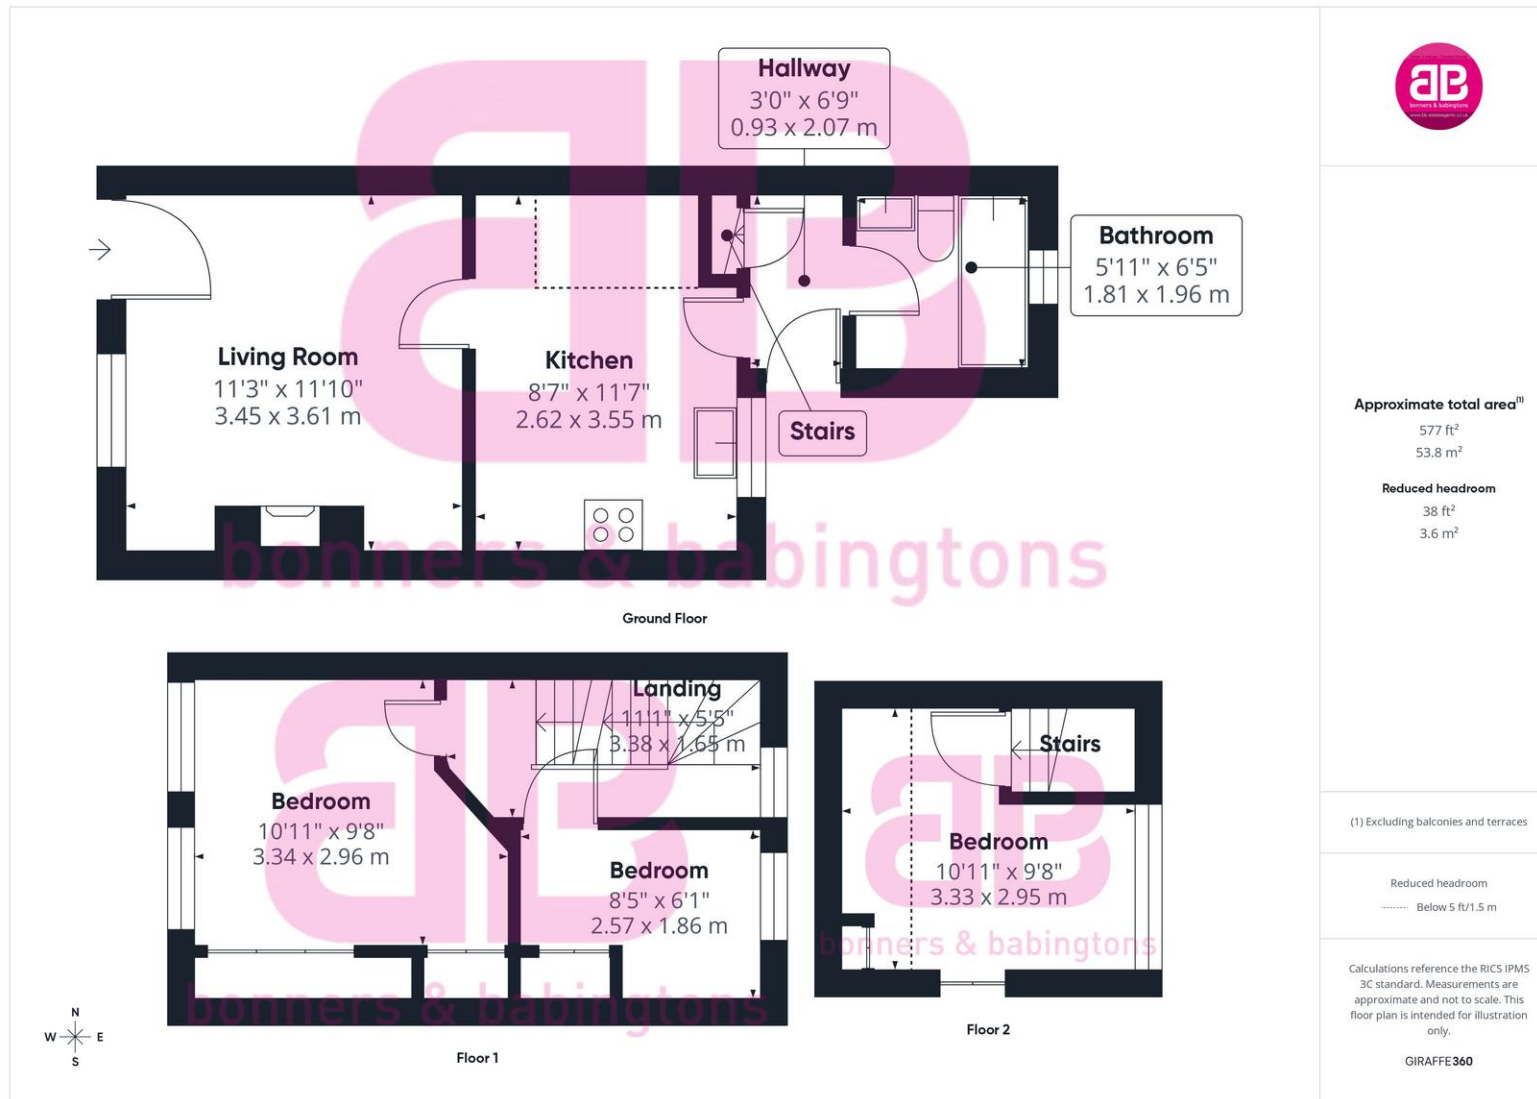 Hallway
3'0" x 6'9"
0.93 x 2.07 m
Bathroom
5'11" x 6'5"
1.81 x 1.96 m
Living Room
11'3" x 11'10"
3.45 x 3.61 m
Kitchen
8'7" x 11'7"
2.62 x 3.55 m
Stairs
bonners & babingtons
Ground Floor
Landing
11'1" x 5'5"
3.38 x 1.65 m
Bedroom
10'11" x 9'8"
3.34 x 2.96 m
Bedroom
8'5" x 6'1"
2.57 x 1.86 m
bonners & babingtons
Floor 1
Stairs
Bedroom
10'11" x 9'8"
3.33 x 2.95 m
bonners & babingtons
Floor 2
N
W E
S
bonners & babingtons
Approximate total area(1)
577 ft²
53.8 m²
Reduced headroom
38 ft²
3.6 m²
(1) Excluding balconies and terraces
Reduced headroom
Below 5 ft/1.5 m
Calculations reference the RICS IPMS
3C standard. Measurements are
approximate and not to scale. This
floor plan is intended for illustration
only.
GIRAFFE360